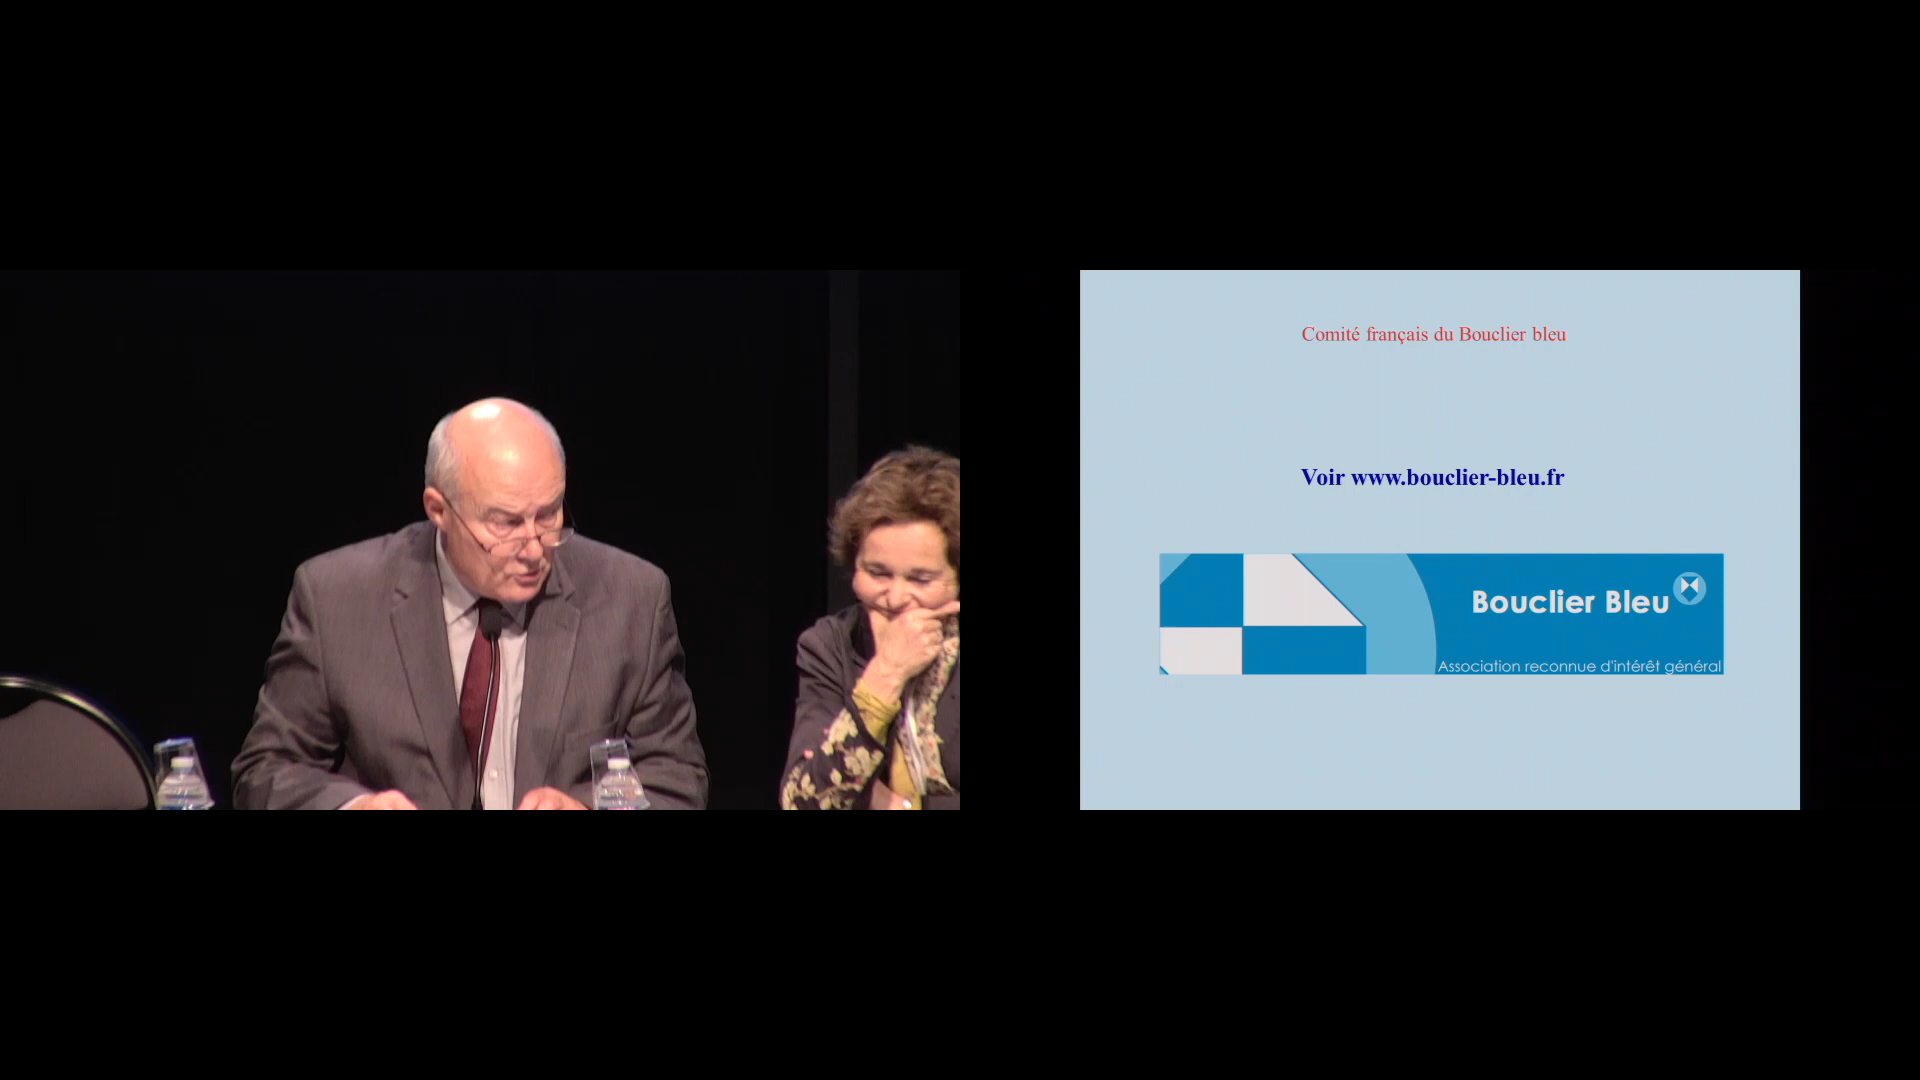 Comité français du Bouclier bleu
Voir www.bouclier-bleu.fr
Bouclier Bleu
Association reconnue d'intérêt général